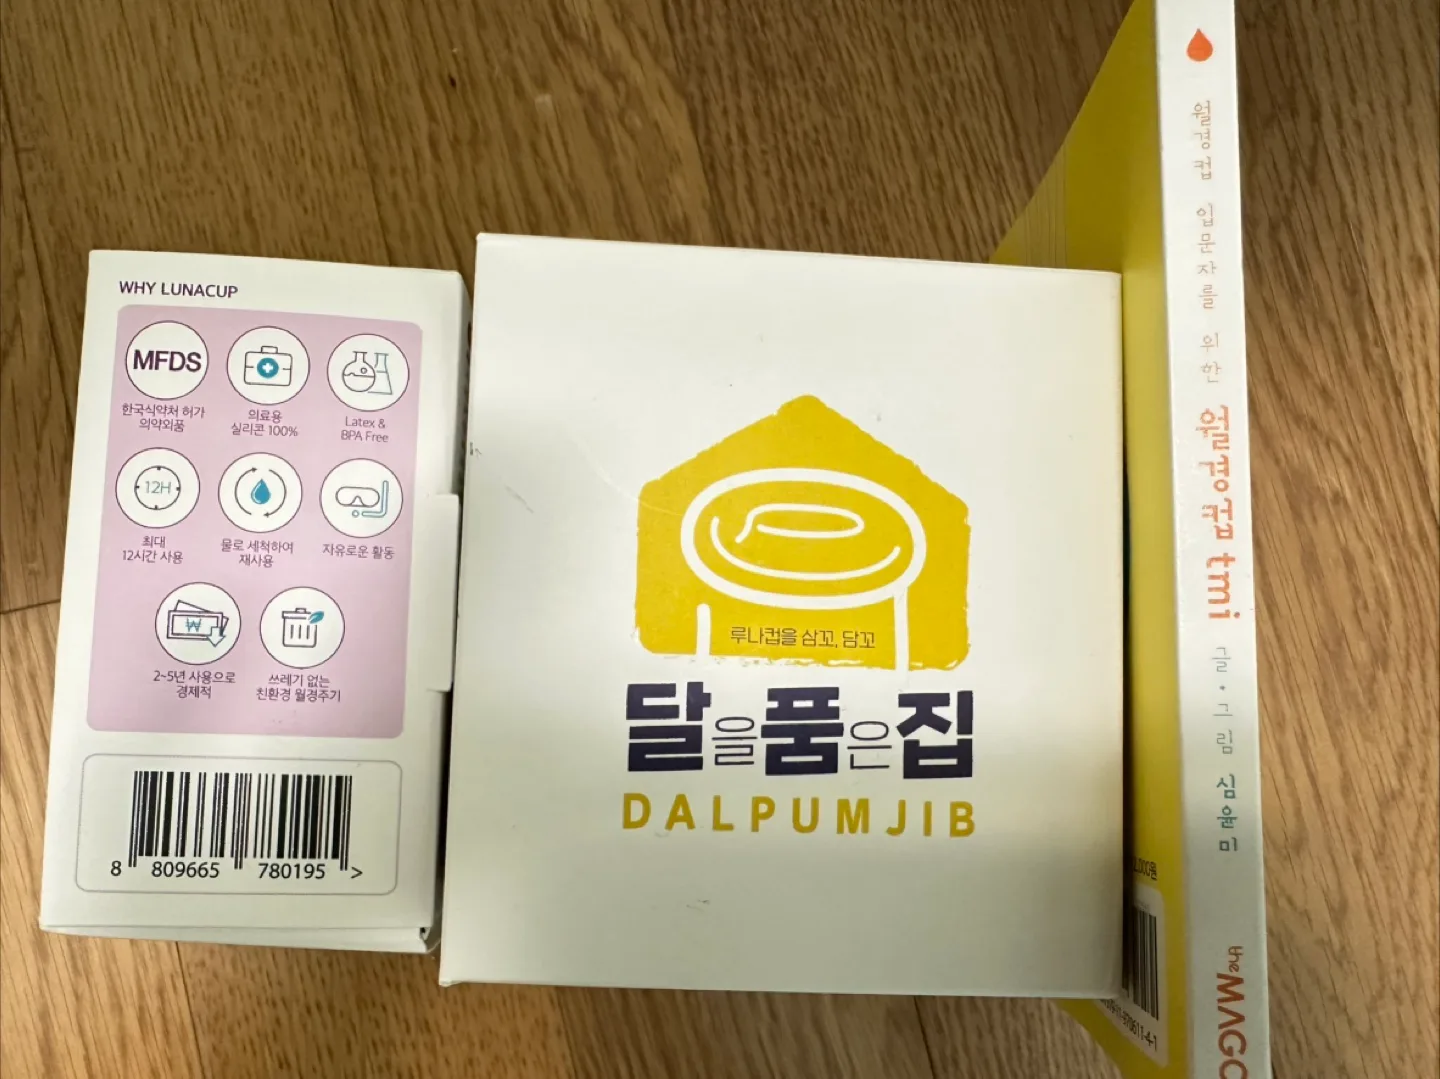 WHY LUNACUP
MFDS
한국식약처 허가
의약외품
의료용
실리콘 100%
Latex &
BPA Free
12H
최대
12시간 사용
물로 세척하여
재사용
자유로운 활동
₩
2~5년 사용으로
경제적
쓰레기 없는
친환경 월경주기
8 809665 780195 >
루나컵을 삶꼬, 담꼬
달을품은집
DALPUMJIB
월경컵 입문자를 위한 월경컵 tmi 글·그림 심윤미
the MAGO